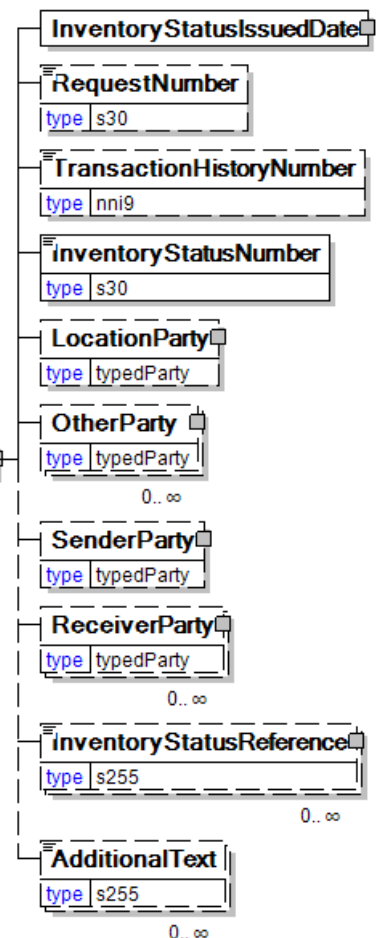 InventoryStatusIssuedDate
RequestNumber
type s30
TransactionHistoryNumber
type nni9
InventoryStatusNumber
type s30
LocationParty
type typedParty
OtherParty
type typedParty
0.. ∞
SenderParty
type typedParty
ReceiverParty
type typedParty
0.. ∞
InventoryStatusReference
type s255
0.. ∞
AdditionalText
type s255
0.. ∞